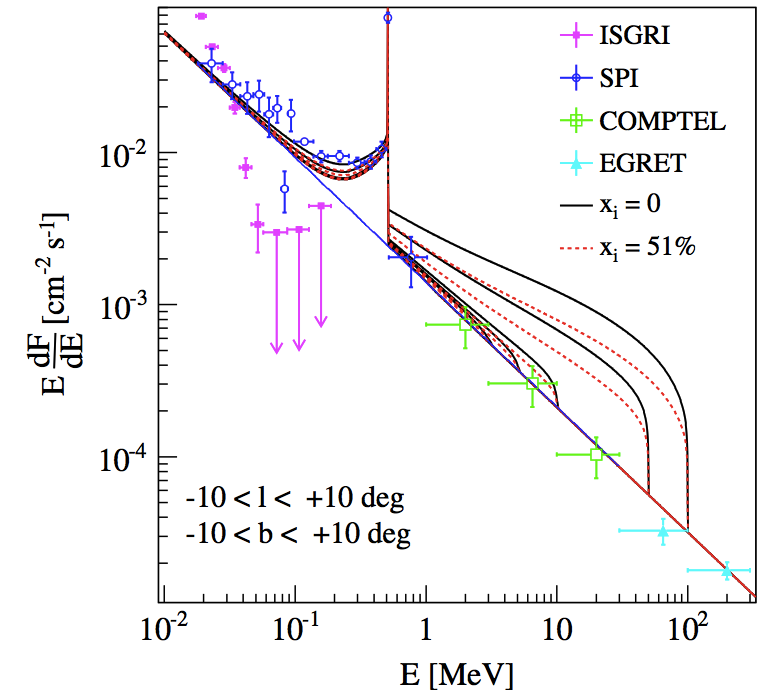 ISGRI
SPI
COMPTEL
EGRET
x_i = 0
x_i = 51%
E dF/dE [cm^-2 s^-1]
10^-2
10^-3
10^-4
-10 < l < +10 deg
-10 < b < +10 deg
10^-2 10^-1 1 10 10^2
E [MeV]